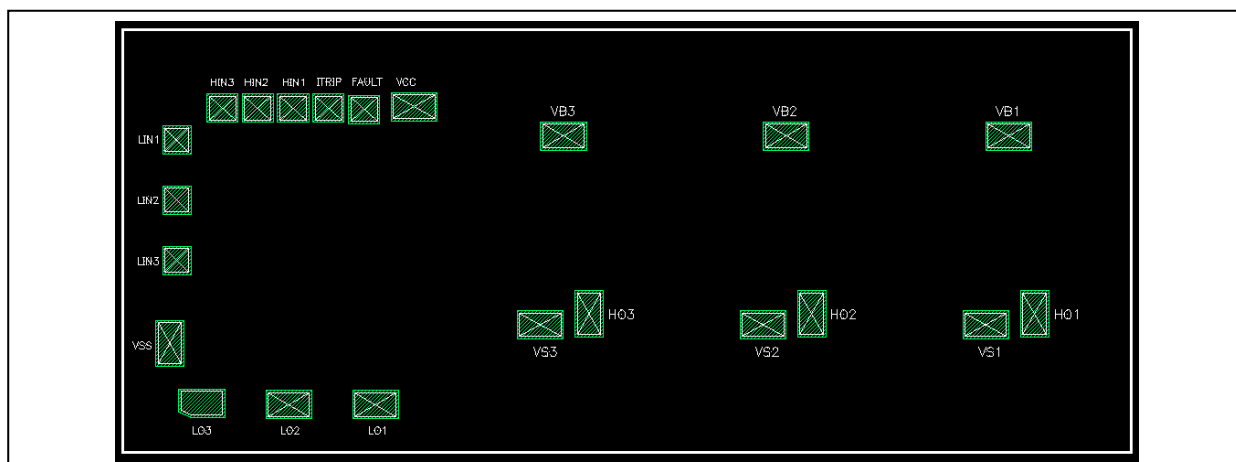 HIN3 HIN2 HIN1 ITRIP FAULT VCC
VB3 VB2 VB1
LIN1
LIN2
LIN3
HO3 HO2 HO1
VSS VS3 VS2 VS1
LO3 LO2 LO1